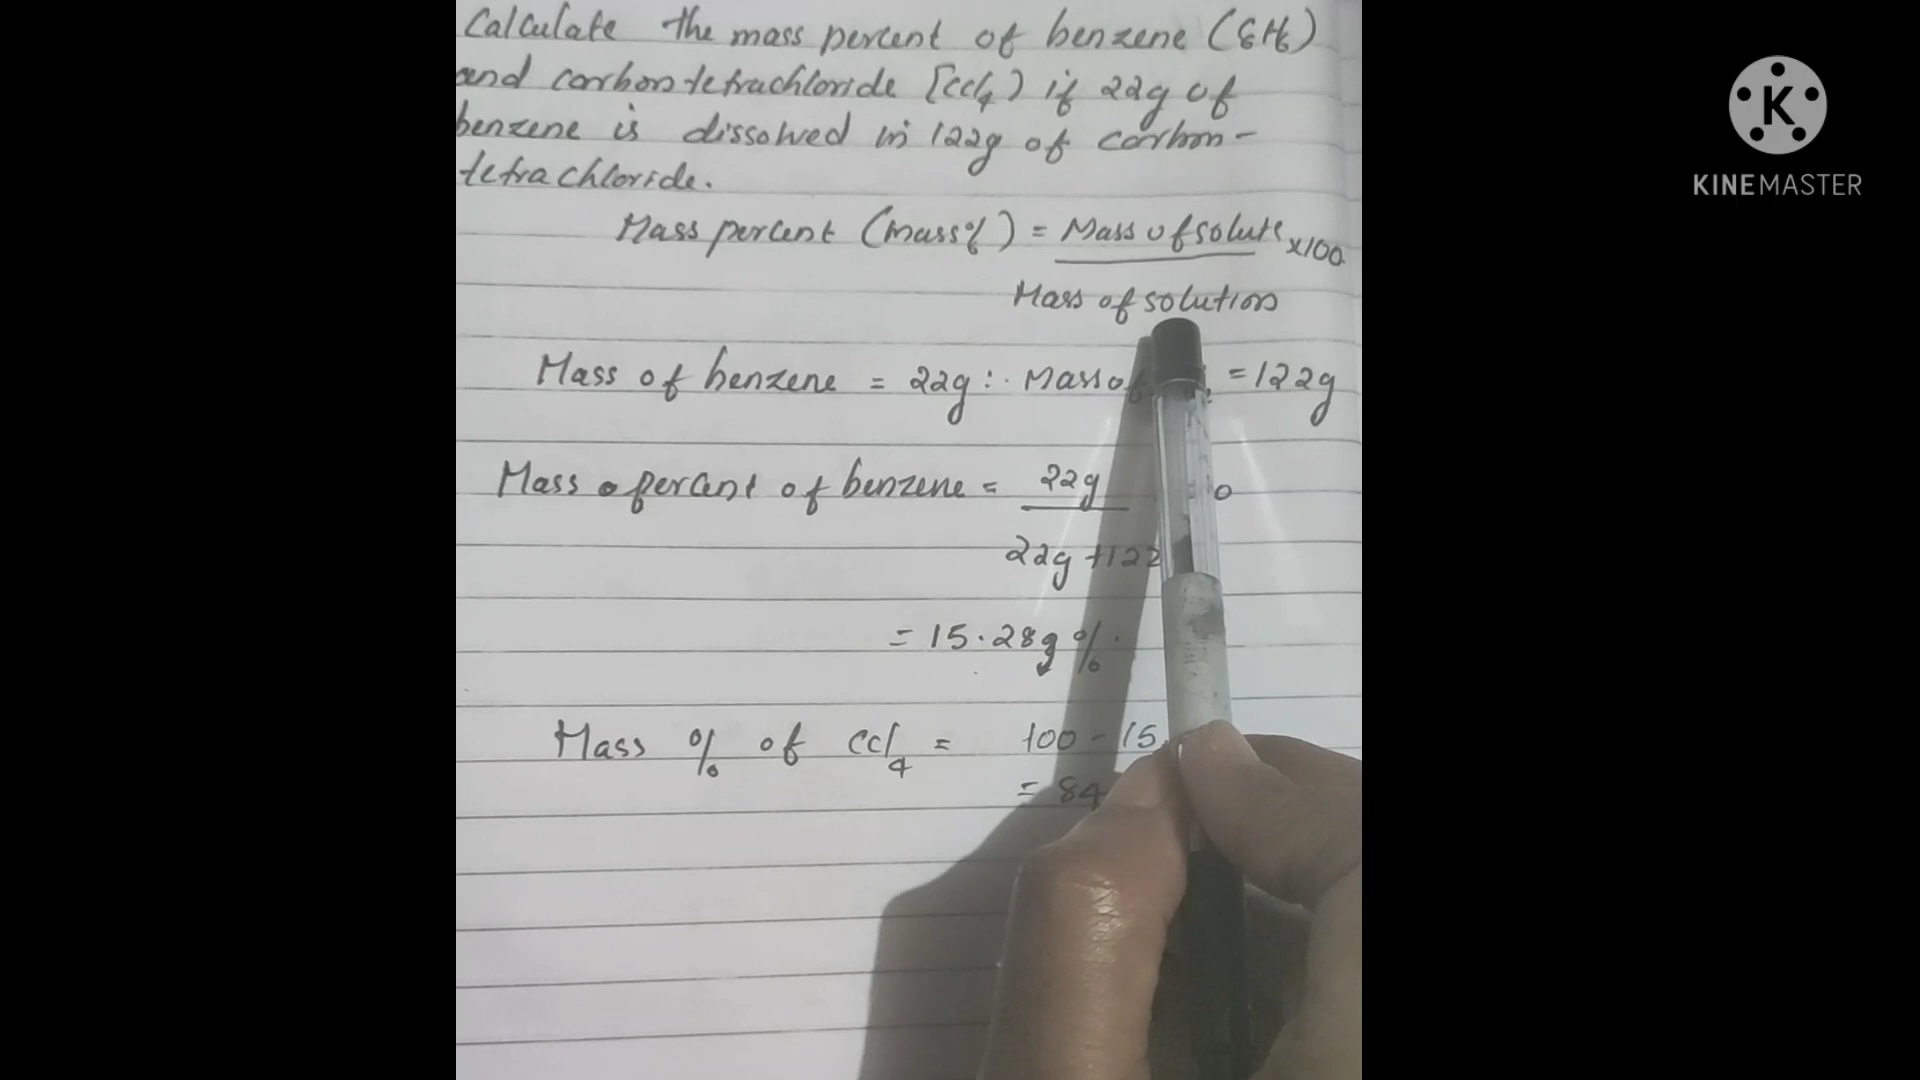 Calculate the mass percent of benzene (C6H6)
and carbontetrachloride [CCl4) if 22g of
benzene is dissolved in 122g of carbon-
tetrachloride.
Mass percent (mass%) = Mass of solute x100
Mass of solution
Mass of benzene = 22g ∴ Mass of = 122g
Mass percent of benzene = 22g
22g + 122
= 15.28g %.
Mass % of CCl4 = 100 - 15.
= 84
K
KINEMASTER